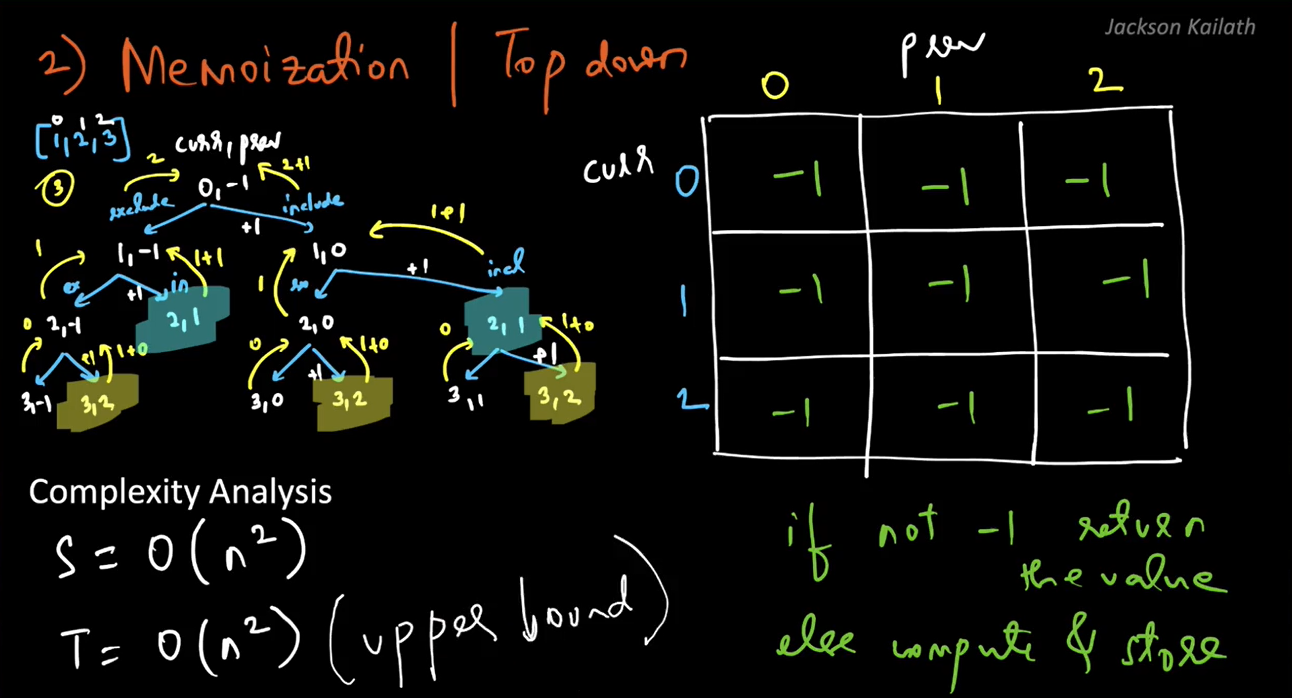 Jackson Kailath
2) Memoization | Top down
0 1 2
[1,2,3]
3
curr, prev
0,-1
2
2+1
exclude
include
+1
1,-1
1,0
1
1+1
1+1
ex
in
+1
1
ex
+1
incl
2,-1
2,1
2,0
2,1
0
+1
1+0
0
+1
1+0
0
+1
1+0
3,-1
3,2
3,0
3,2
3,1
3,2
prev
0 1 2
curr
0 -1 -1 -1
1 -1 -1 -1
2 -1 -1 -1
Complexity Analysis
S = O(n²)
T = O(n²) (upper bound)
if not -1 return
the value
else compute & store